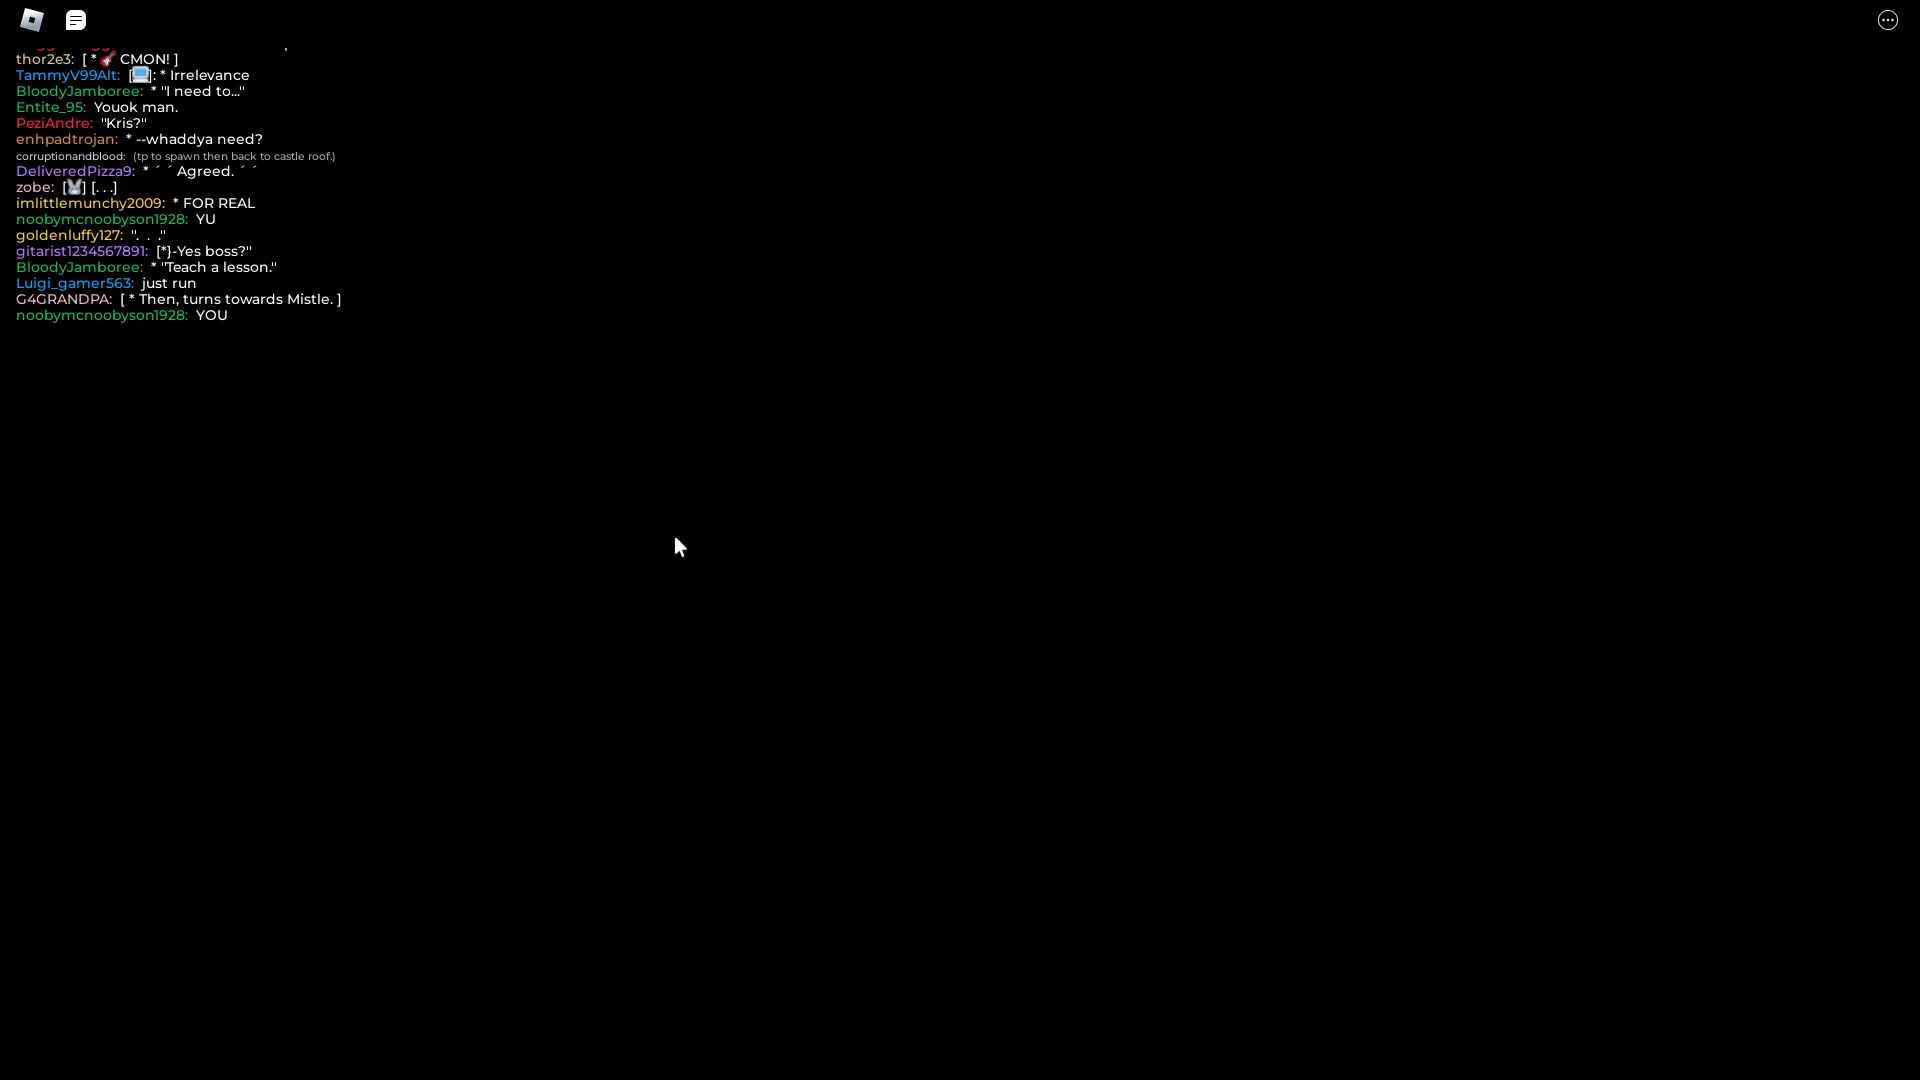 thor2e3: [ * 🎸 CMON! ]
TammyV99Alt: [💻]: * Irrelevance
BloodyJamboree: * "I need to..."
Entite_95: Youok man.
PeziAndre: "Kris?"
enhpadtrojan: * --whaddya need?
corruptionandblood: (tp to spawn then back to castle roof.)
DeliveredPizza9: * ´ ´ Agreed. ´ ´
zobe: [🐰] [. . .]
imlittlemunchy2009: * FOR REAL
noobymcnoobyson1928: YU
goldenluffy127: ". . ."
gitarist1234567891: [*}-Yes boss?"
BloodyJamboree: * "Teach a lesson."
Luigi_gamer563: just run
G4GRANDPA: [ * Then, turns towards Mistle. ]
noobymcnoobyson1928: YOU